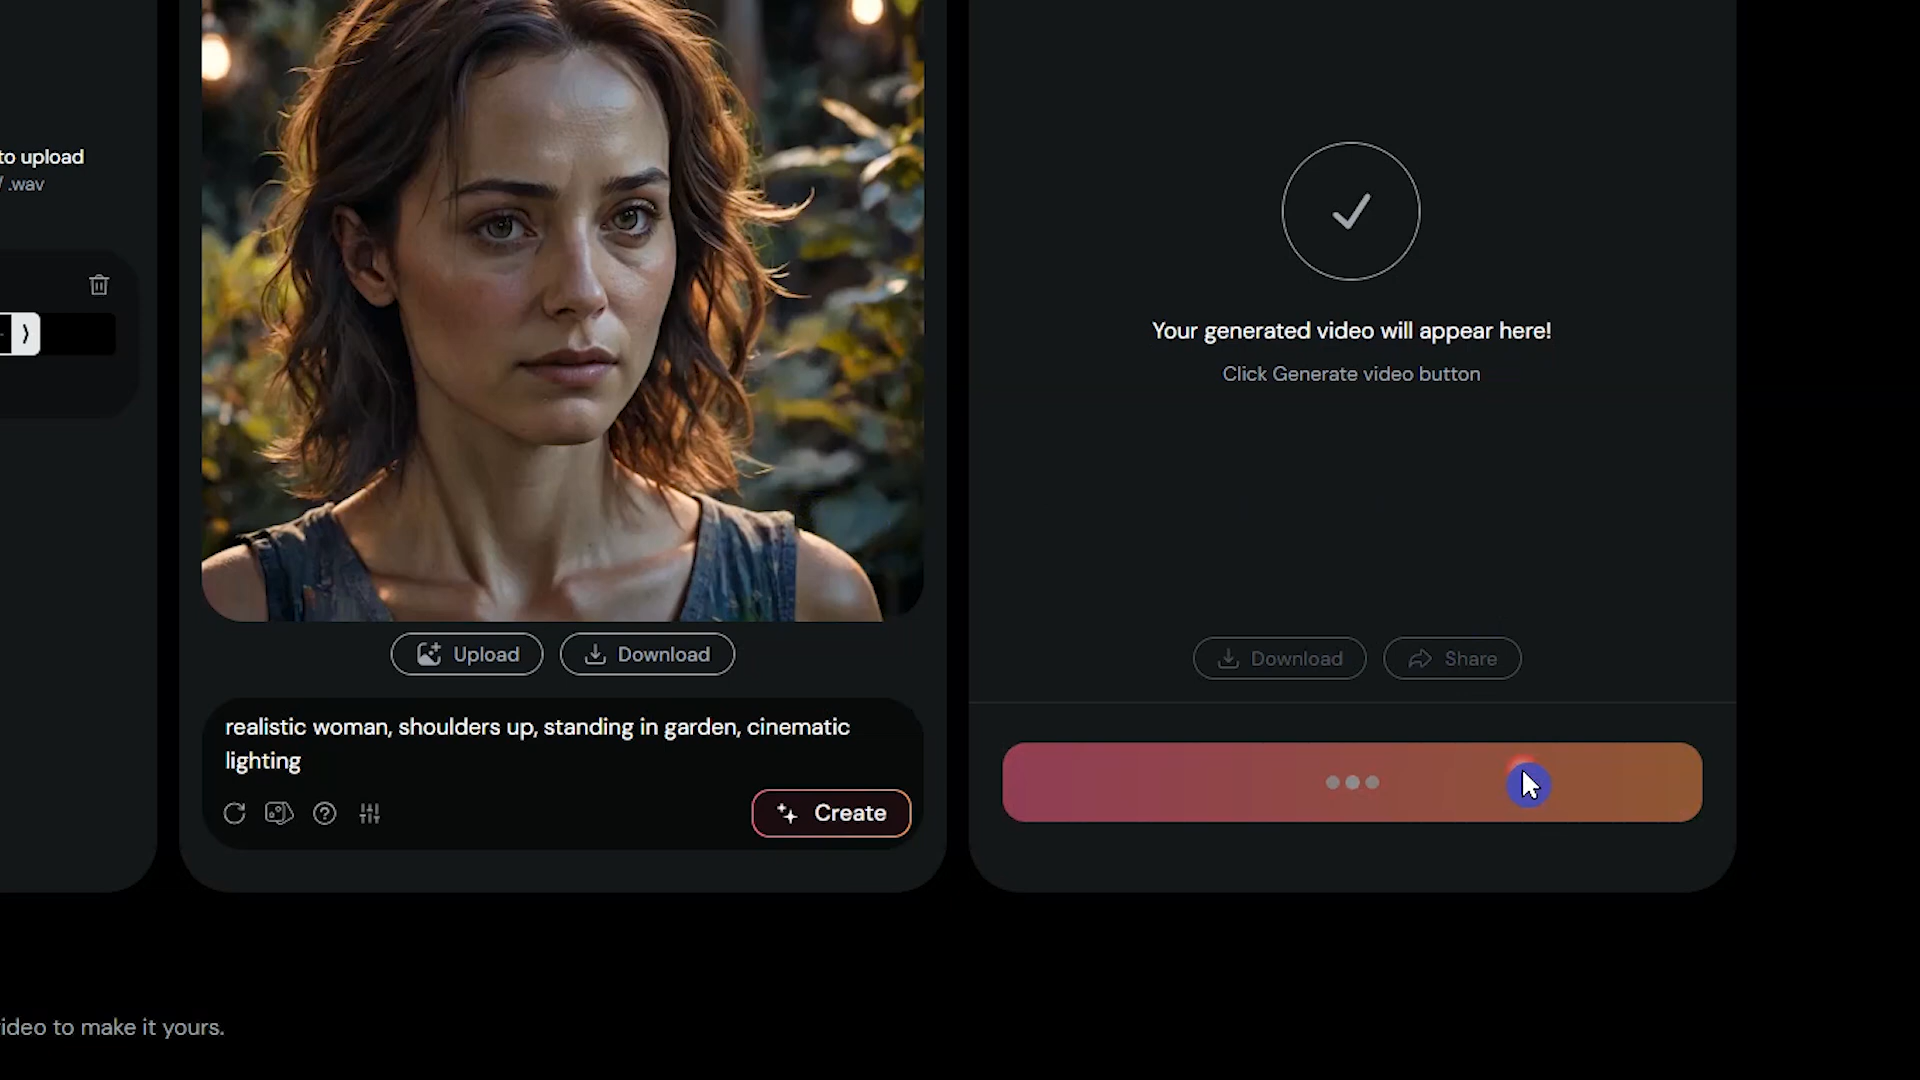 to upload
/ .wav
Upload
Download
realistic woman, shoulders up, standing in garden, cinematic
lighting
Create
Your generated video will appear here!
Click Generate video button
Download
Share
ideo to make it yours.